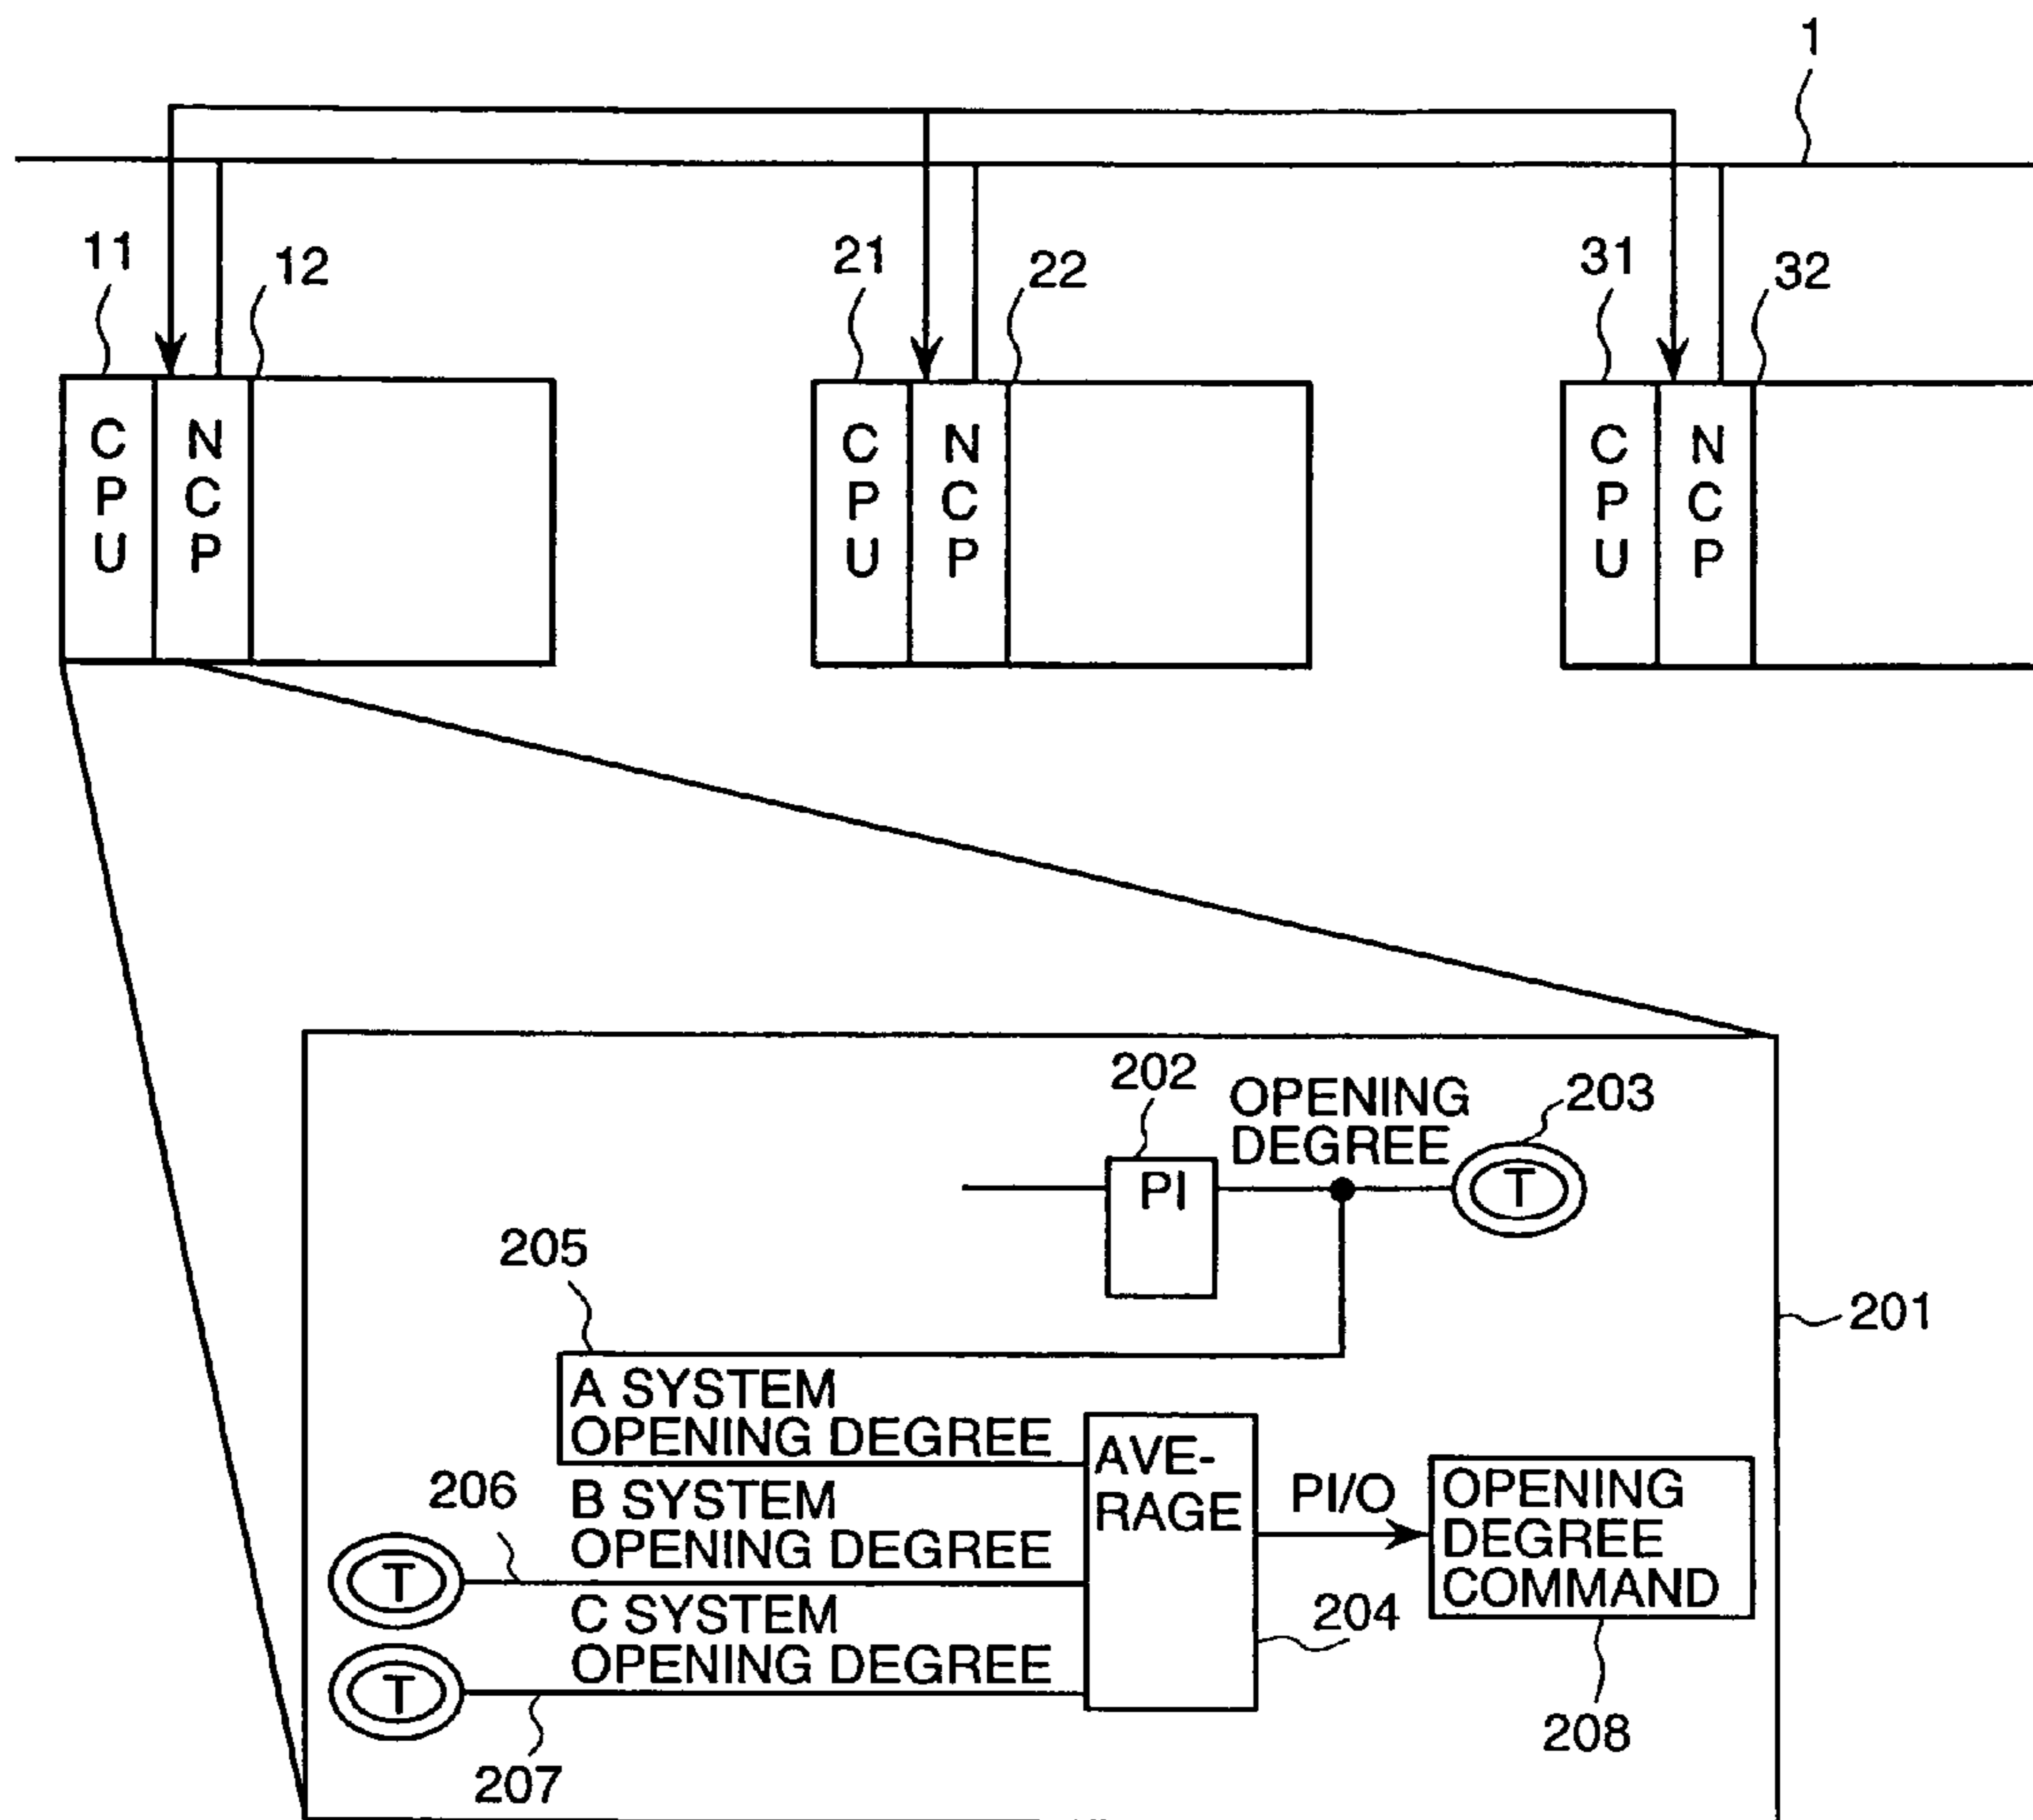 1
11
12
21
22
31
32
C
P
U
N
C
P
C
P
U
N
C
P
C
P
U
N
C
P
202
OPENING
DEGREE
203
PI
T
205
201
A SYSTEM
OPENING DEGREE
AVE-
RAGE
206
B SYSTEM
OPENING DEGREE
PI/O
OPENING
DEGREE
COMMAND
T
C SYSTEM
OPENING DEGREE
204
T
207
208